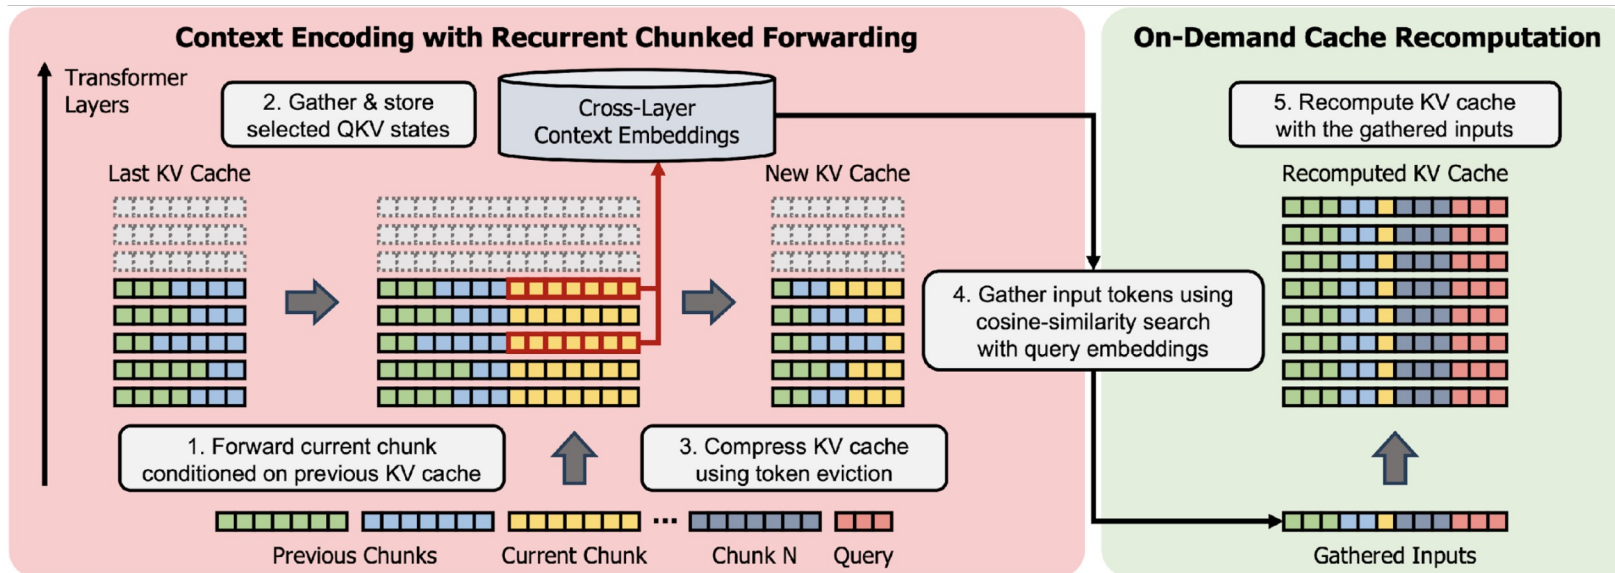 Context Encoding with Recurrent Chunked Forwarding
Transformer
Layers
2. Gather & store
selected QKV states
Cross-Layer
Context Embeddings
Last KV Cache
New KV Cache
1. Forward current chunk
conditioned on previous KV cache
3. Compress KV cache
using token eviction
...
Previous Chunks
Current Chunk
Chunk N
Query
4. Gather input tokens using
cosine-similarity search
with query embeddings
On-Demand Cache Recomputation
5. Recompute KV cache
with the gathered inputs
Recomputed KV Cache
Gathered Inputs